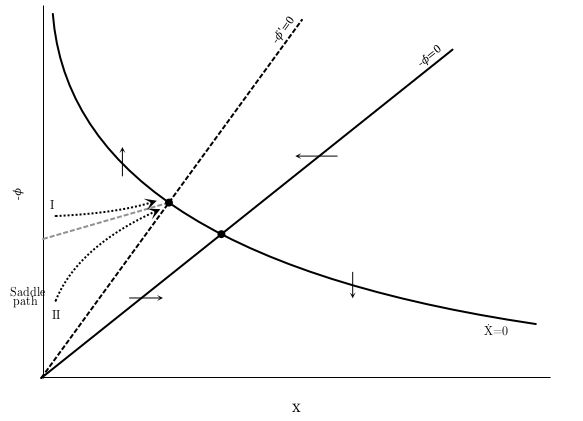 -ϕ'=0
-ϕ=0
-ϕ
I
Saddle
path
II
Ẋ=0
X